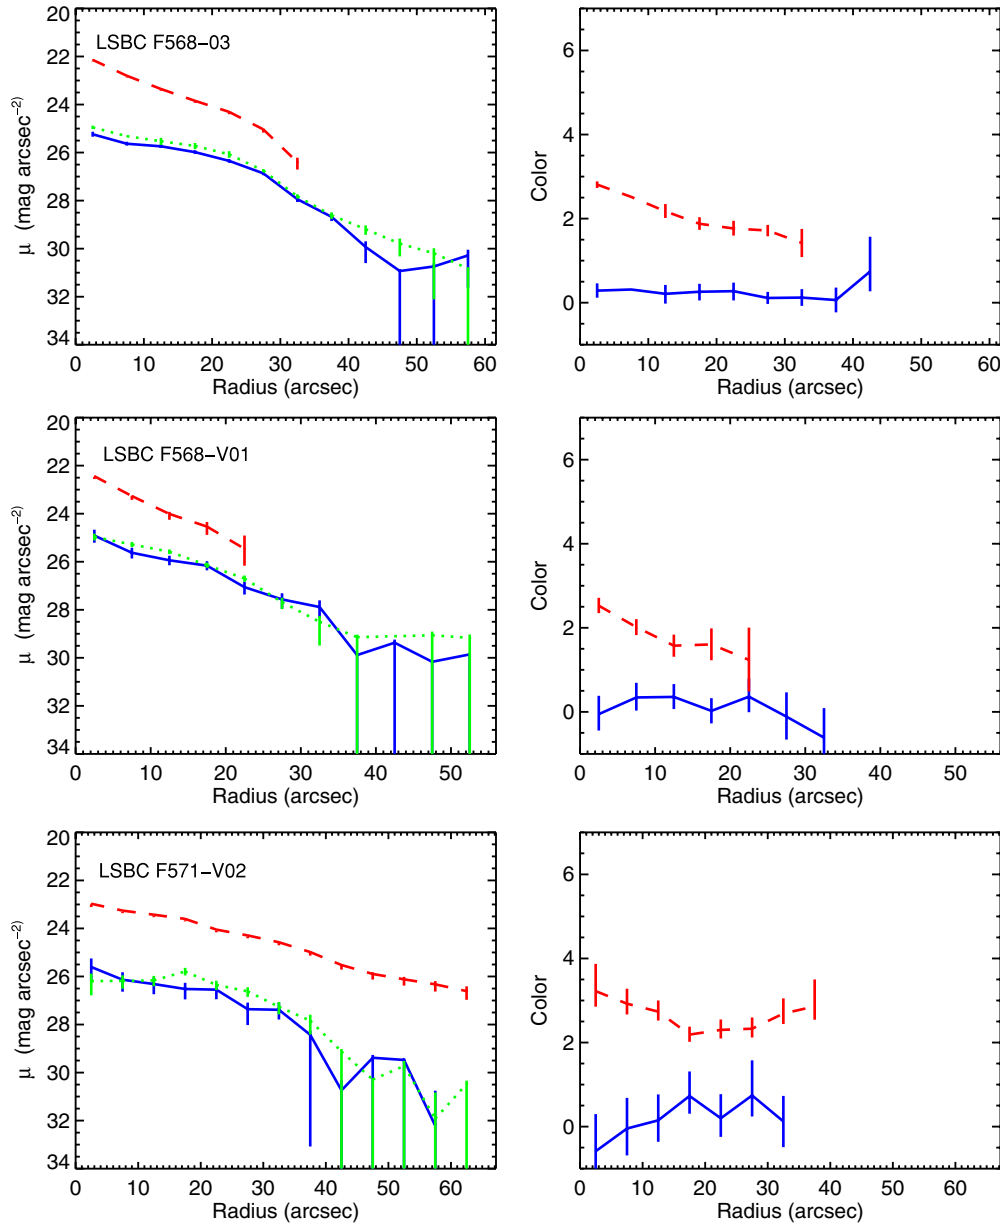 LSBC F568−03
20
22
24
26
28
30
32
34
μ (mag arcsec−2)
0 10 20 30 40 50 60
Radius (arcsec)
6
4
2
0
Color
0 10 20 30 40 50 60
Radius (arcsec)
LSBC F568−V01
20
22
24
26
28
30
32
34
μ (mag arcsec−2)
0 10 20 30 40 50
Radius (arcsec)
6
4
2
0
Color
0 10 20 30 40 50
Radius (arcsec)
LSBC F571−V02
20
22
24
26
28
30
32
34
μ (mag arcsec−2)
0 10 20 30 40 50 60
Radius (arcsec)
6
4
2
0
Color
0 10 20 30 40 50 60
Radius (arcsec)